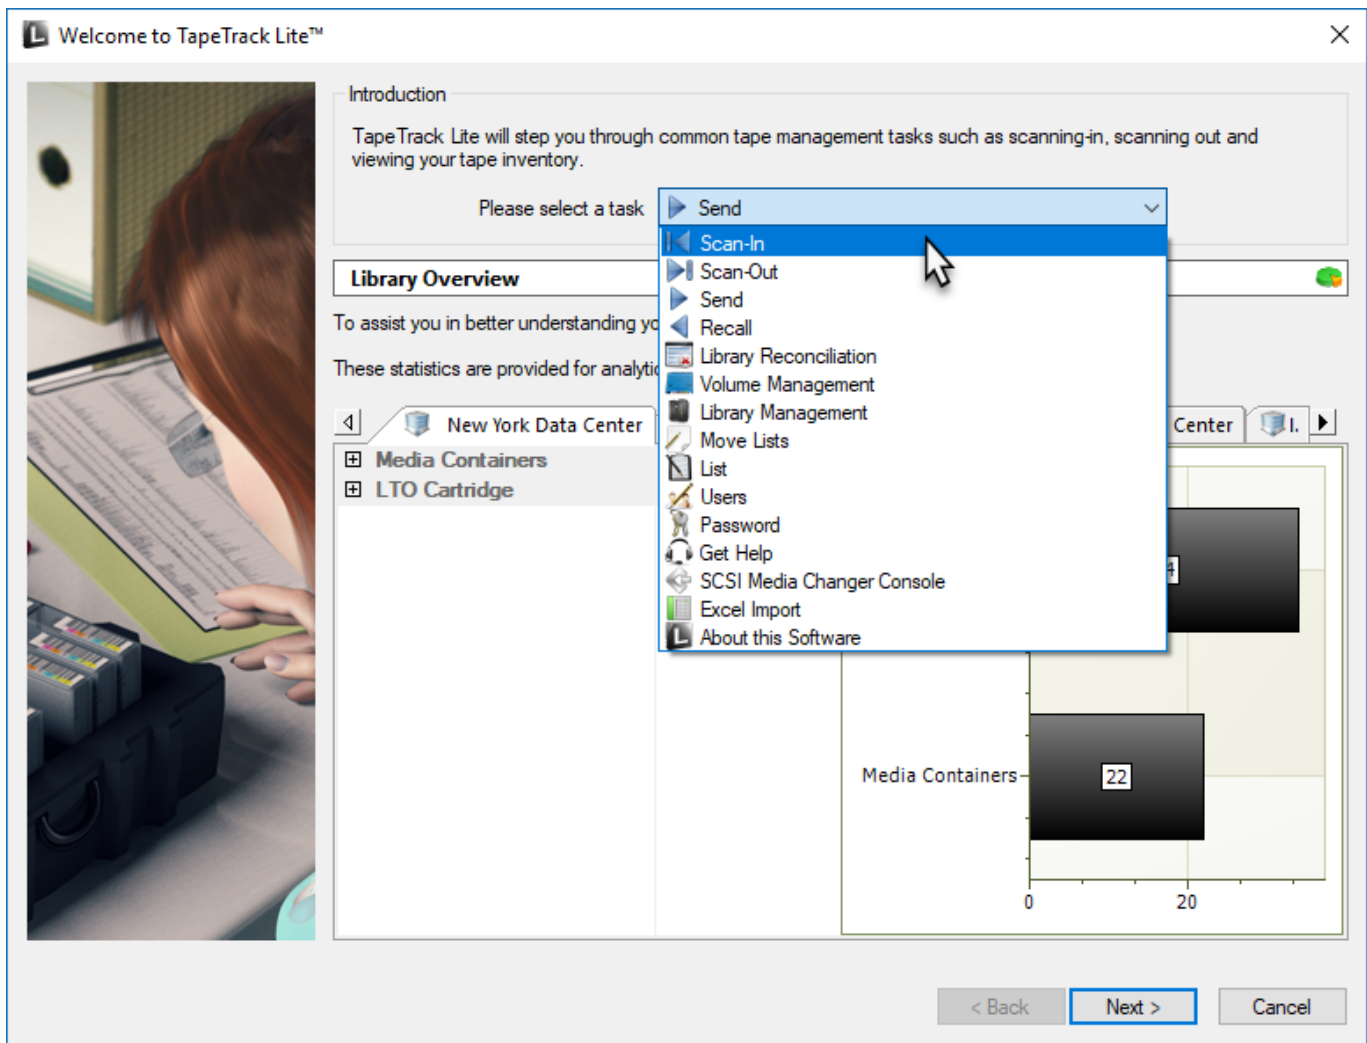 Welcome to TapeTrack Lite™
Introduction
TapeTrack Lite will step you through common tape management tasks such as scanning-in, scanning out and
viewing your tape inventory.
Please select a task
Send
Scan-In
Scan-Out
Send
Recall
Library Reconciliation
Volume Management
Library Management
Move Lists
List
Users
Password
Get Help
SCSI Media Changer Console
Excel Import
About this Software
Library Overview
To assist you in better understanding
These statistics are provided for
New York Data Center
Center
Media Containers
LTO Cartridge
Media Containers
22
0
20
< Back
Next >
Cancel